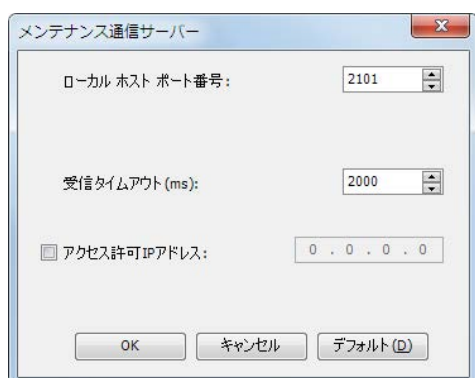 メンテナンス通信サーバー
ローカル ホスト ポート番号: 2101
受信タイムアウト(ms): 2000
アクセス許可IPアドレス: 0 . 0 . 0 . 0
OK キャンセル デフォルト(D)